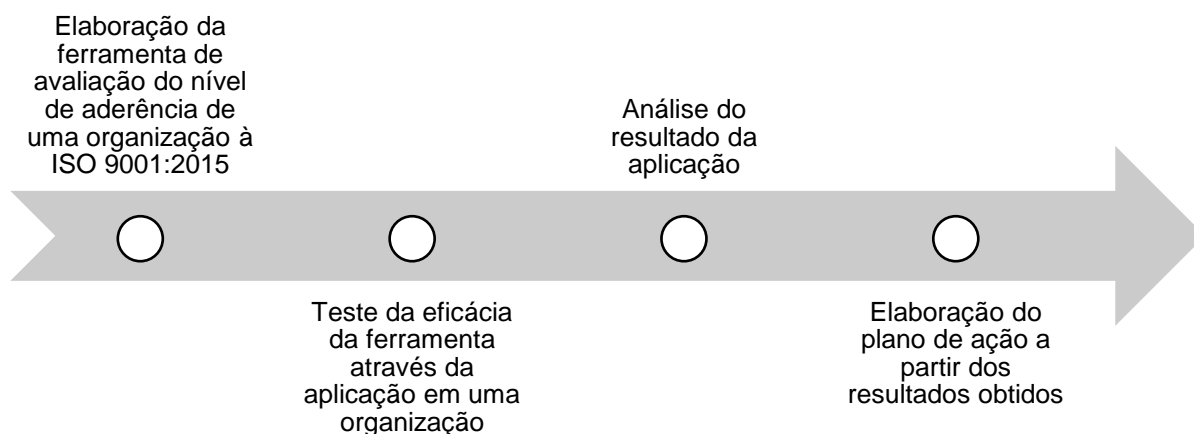 Elaboração da
ferramenta de
avaliação do nível
de aderência de
uma organização à
ISO 9001:2015
Teste da eficácia
da ferramenta
através da
aplicação em uma
organização
Análise do
resultado da
aplicação
Elaboração do
plano de ação a
partir dos
resultados obtidos